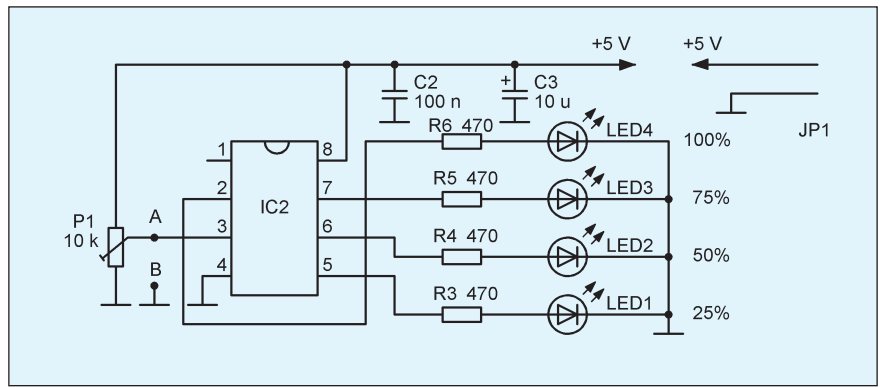 +5 V
+5 V
C2
100 n
+
C3
10 u
JP1
R6 470
LED4
100%
1
8
R5 470
LED3
75%
2
7
IC2
P1
10 k
A
3
6
R4 470
LED2
50%
B
4
5
R3 470
LED1
25%